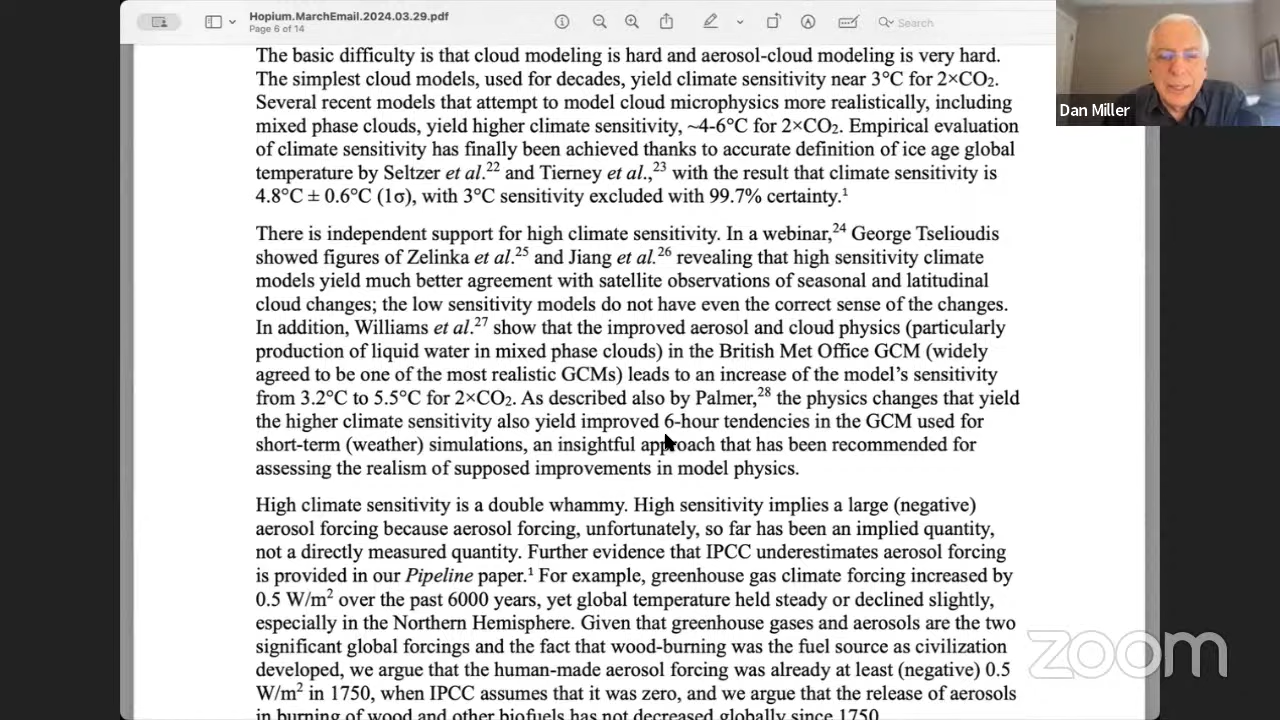 Hopium.MarchEmail.2024.03.29.pdf
Page 6 of 14
Search
Dan Miller
The basic difficulty is that cloud modeling is hard and aerosol-cloud modeling is very hard.
The simplest cloud models, used for decades, yield climate sensitivity near 3°C for 2×CO₂.
Several recent models that attempt to model cloud microphysics more realistically, including
mixed phase clouds, yield higher climate sensitivity, ~4-6°C for 2×CO₂. Empirical evaluation
of climate sensitivity has finally been achieved thanks to accurate definition of ice age global
temperature by Seltzer et al.²² and Tierney et al.,²³ with the result that climate sensitivity is
4.8°C ± 0.6°C (1σ), with 3°C sensitivity excluded with 99.7% certainty.¹
There is independent support for high climate sensitivity. In a webinar,²⁴ George Tselioudis
showed figures of Zelinka et al.²⁵ and Jiang et al.²⁶ revealing that high sensitivity climate
models yield much better agreement with satellite observations of seasonal and latitudinal
cloud changes; the low sensitivity models do not have even the correct sense of the changes.
In addition, Williams et al.²⁷ show that the improved aerosol and cloud physics (particularly
production of liquid water in mixed phase clouds) in the British Met Office GCM (widely
agreed to be one of the most realistic GCMs) leads to an increase of the model's sensitivity
from 3.2°C to 5.5°C for 2×CO₂. As described also by Palmer,²⁸ the physics changes that yield
the higher climate sensitivity also yield improved 6-hour tendencies in the GCM used for
short-term (weather) simulations, an insightful approach that has been recommended for
assessing the realism of supposed improvements in model physics.
High climate sensitivity is a double whammy. High sensitivity implies a large (negative)
aerosol forcing because aerosol forcing, unfortunately, so far has been an implied quantity,
not a directly measured quantity. Further evidence that IPCC underestimates aerosol forcing
is provided in our Pipeline paper.¹ For example, greenhouse gas climate forcing increased by
0.5 W/m² over the past 6000 years, yet global temperature held steady or declined slightly,
especially in the Northern Hemisphere. Given that greenhouse gases and aerosols are the two
significant global forcings and the fact that wood-burning was the fuel source as civilization
developed, we argue that the human-made aerosol forcing was already at least (negative) 0.5
W/m² in 1750, when IPCC assumes that it was zero, and we argue that the release of aerosols
in burning of wood and other biofuels has not decreased globally since 1750.
zoom